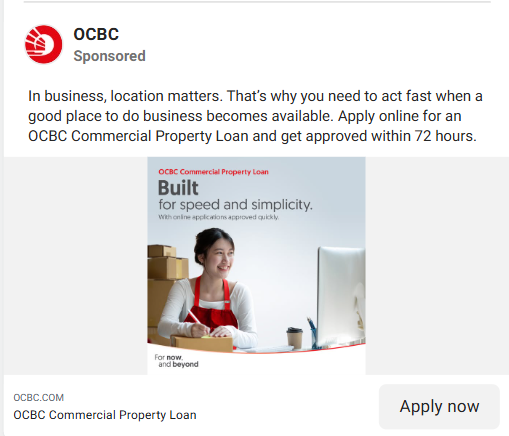 OCBC
Sponsored
In business, location matters. That's why you need to act fast when a
good place to do business becomes available. Apply online for an
OCBC Commercial Property Loan and get approved within 72 hours.
OCBC Commercial Property Loan
Built
for speed and simplicity.
With online applications approved quickly.
For now,
and beyond
OCBC.COM
OCBC Commercial Property Loan
Apply now